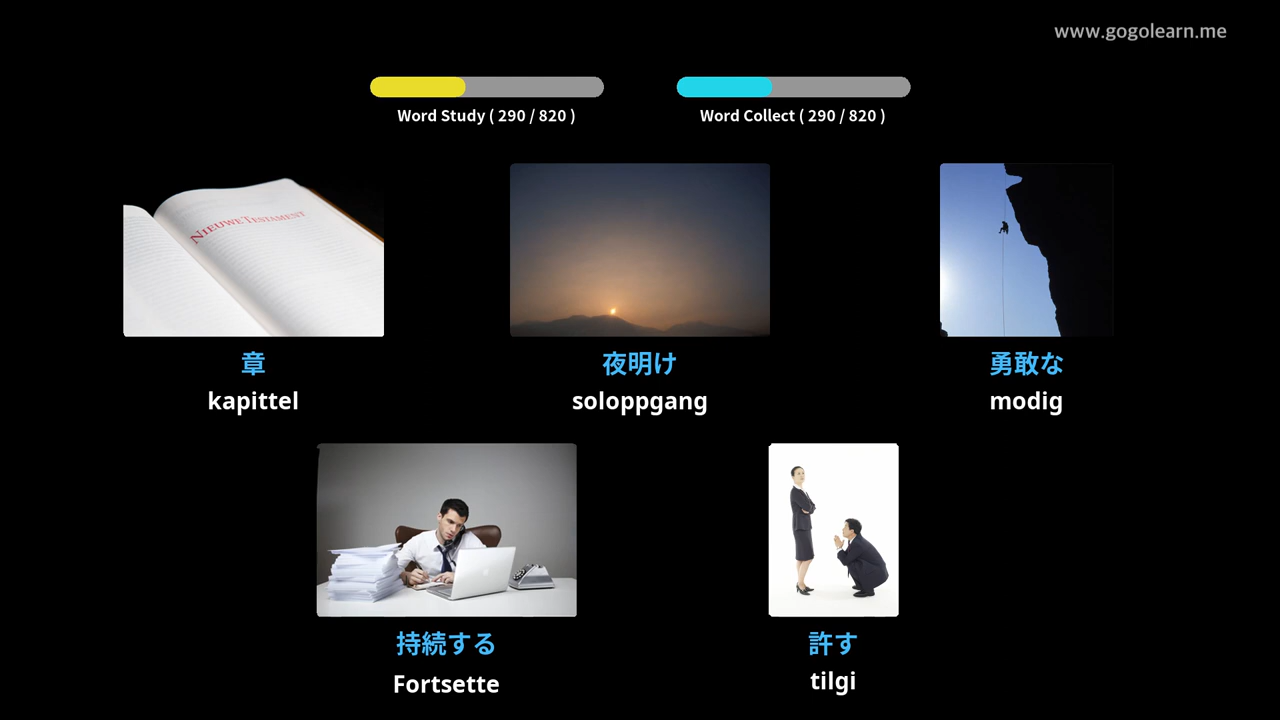 www.gogolearn.me
Word Study ( 290 / 820 )
Word Collect ( 290 / 820 )
NIEUWE TESTAMENT
章
kapittel
夜明け
soloppgang
勇敢な
modig
持続する
Fortsette
許す
tilgi